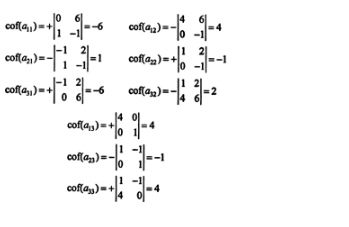 cof(a₁₁)=+|0 6; 1 −1|=−6 cof(a₁₂)=−|4 6; 0 −1|=4
cof(a₂₁)=−|−1 2; 1 −1|=1 cof(a₂₂)=+|1 2; 0 −1|=−1
cof(a₃₁)=+|−1 2; 0 6|=−6 cof(a₃₂)=−|1 2; 4 6|=2
cof(a₁₃)=+|4 0; 0 1|=4
cof(a₂₃)=−|1 −1; 0 1|=−1
cof(a₃₃)=+|1 −1; 4 0|=4